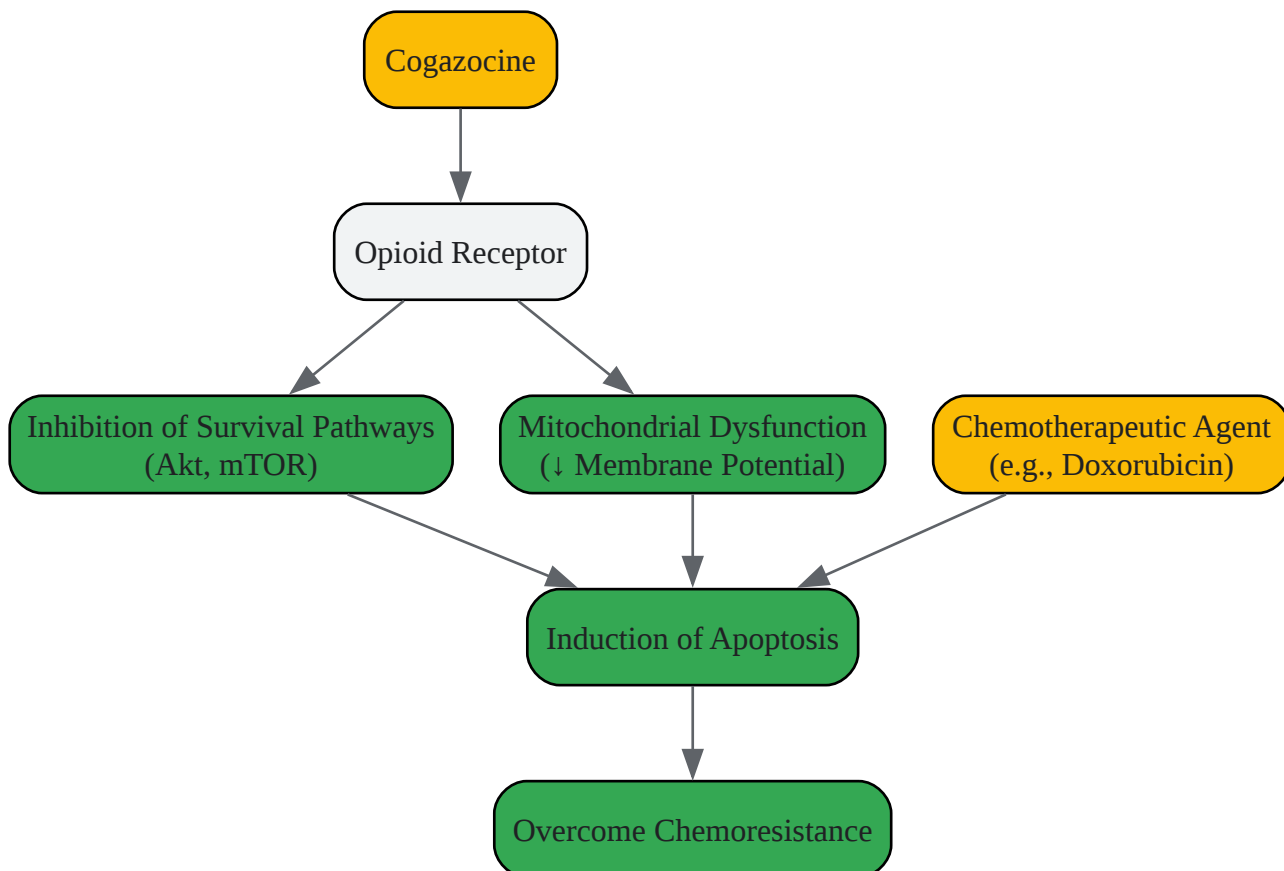 Cogazocine
Opioid Receptor
Inhibition of Survival Pathways
(Akt, mTOR)
Mitochondrial Dysfunction
(↓ Membrane Potential)
Chemotherapeutic Agent
(e.g., Doxorubicin)
Induction of Apoptosis
Overcome Chemoresistance